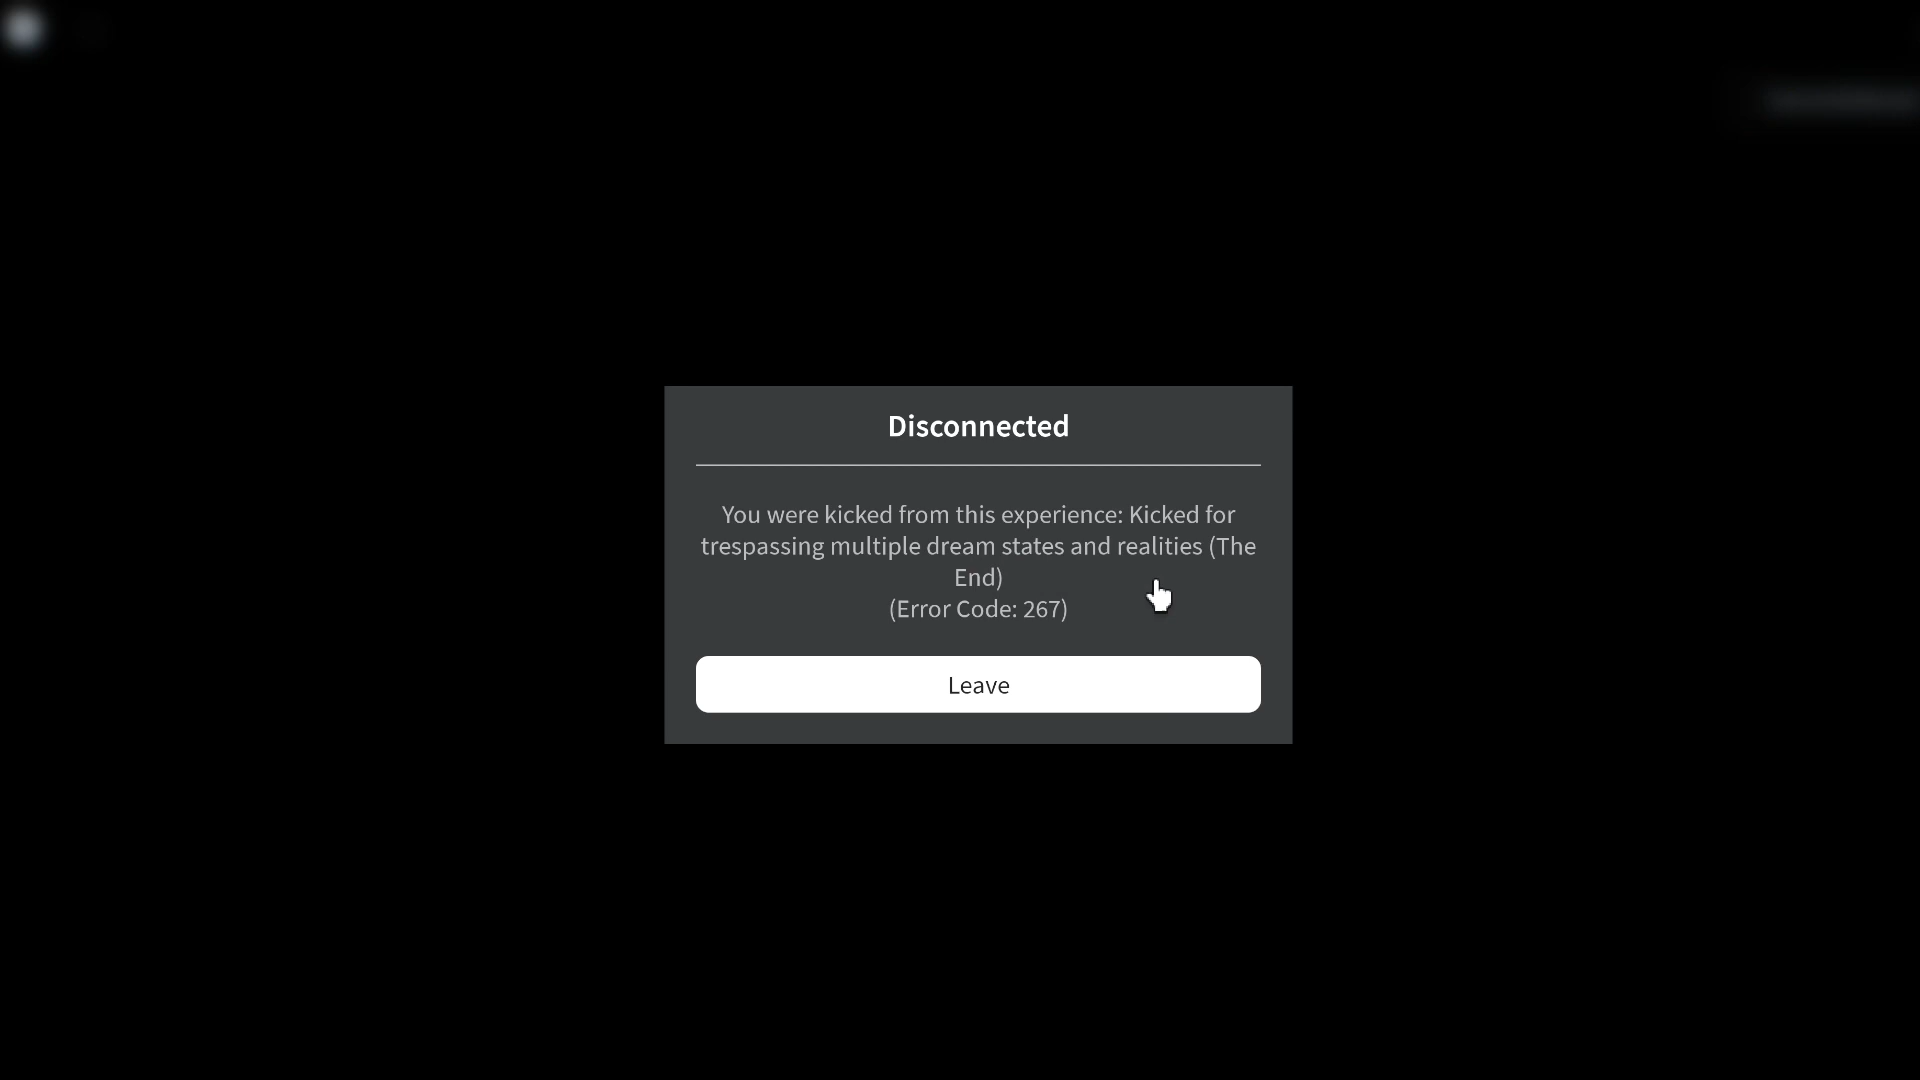 Disconnected
You were kicked from this experience: Kicked for
trespassing multiple dream states and realities (The
End)
(Error Code: 267)
Leave